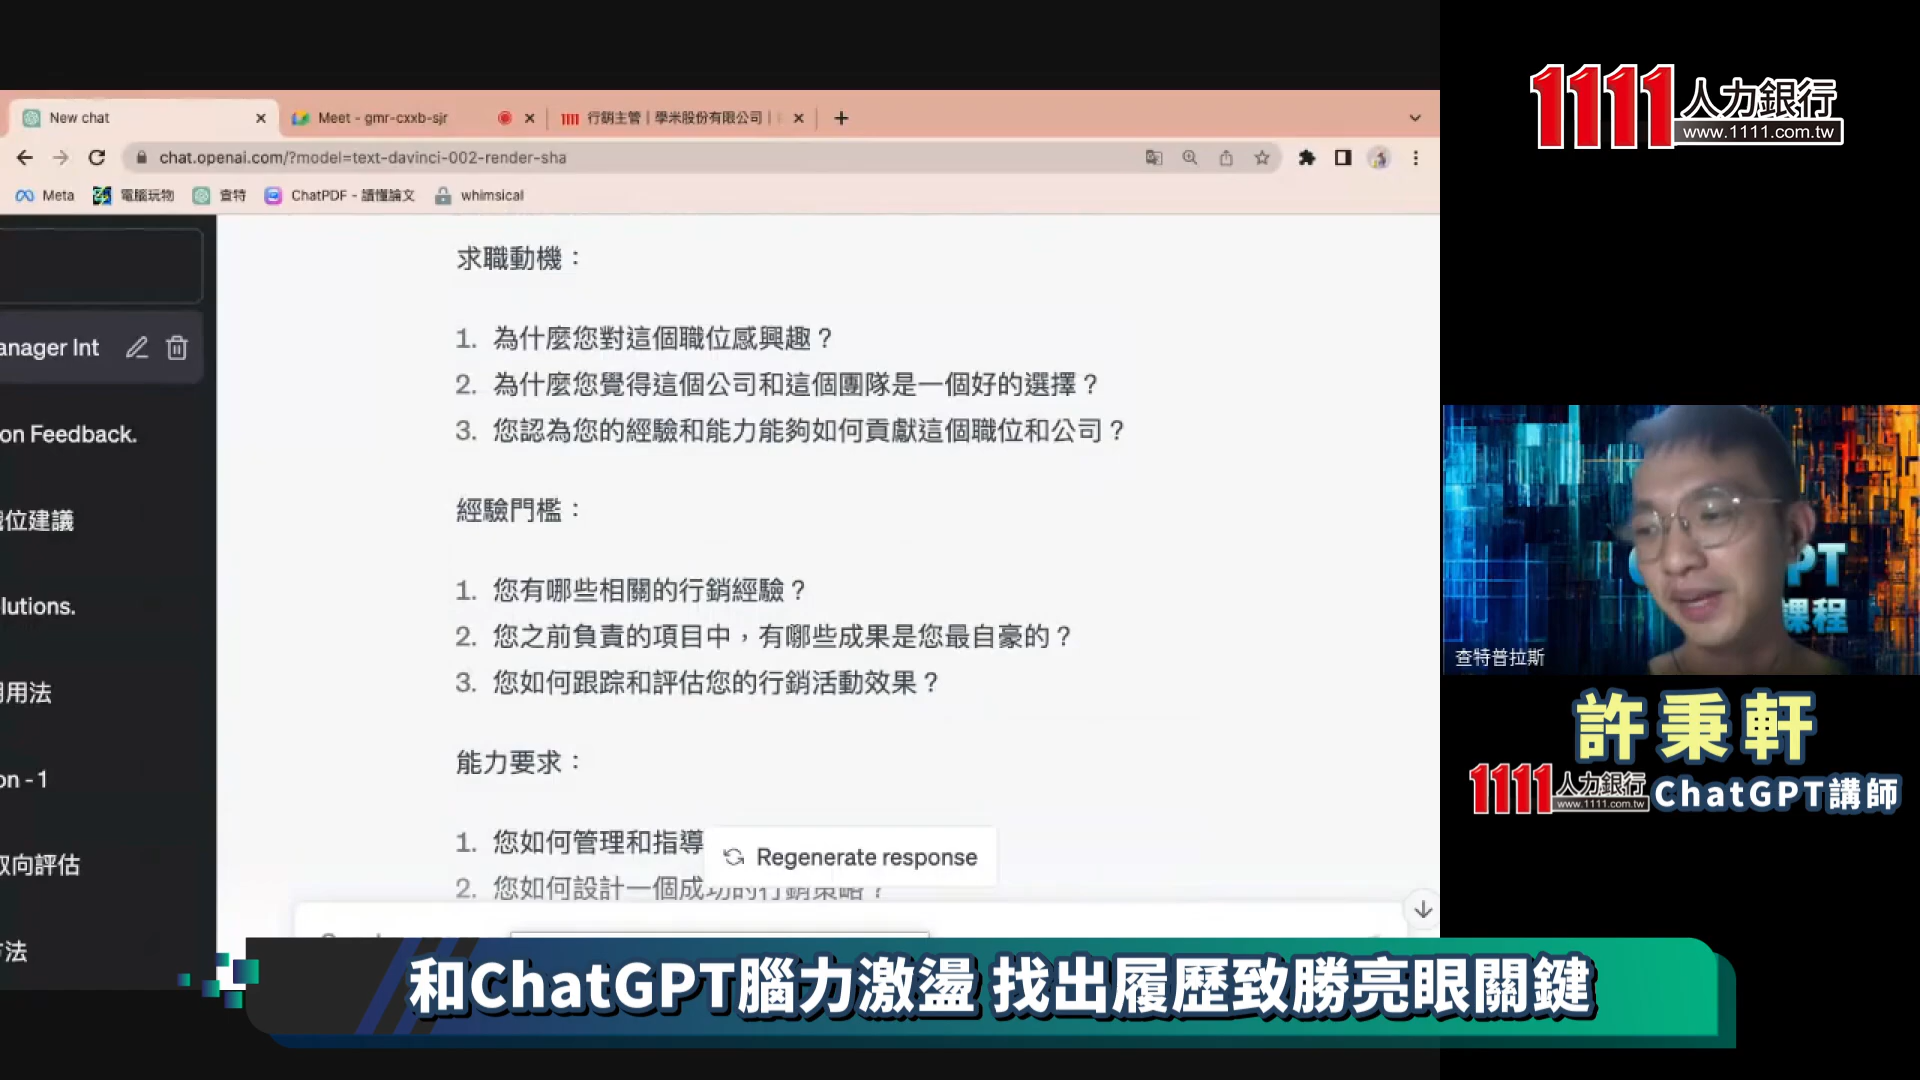 New chat
Meet - gmr-cxxb-sjr
1111 行銷主管｜學米股份有限公司｜
chat.openai.com/?model=text-davinci-002-render-sha
Meta
電腦玩物
查特
ChatPDF - 讀懂論文
whimsical
anager Int
on Feedback.
位建議
lutions.
用法
on - 1
取向評估
方法
求職動機：
1. 為什麼您對這個職位感興趣？
2. 為什麼您覺得這個公司和這個團隊是一個好的選擇？
3. 您認為您的經驗和能力能夠如何貢獻這個職位和公司？
經驗門檻：
1. 您有哪些相關的行銷經驗？
2. 您之前負責的項目中，有哪些成果是您最自豪的？
3. 您如何跟踪和評估您的行銷活動效果？
能力要求：
1. 您如何管理和指導
2. 您如何設計一個成功的行銷策略？
Regenerate response
1111人力銀行
www.1111.com.tw
PT
課程
查特普拉斯
許秉軒
1111人力銀行
www.1111.com.tw
ChatGPT講師
和ChatGPT腦力激盪 找出履歷致勝亮眼關鍵